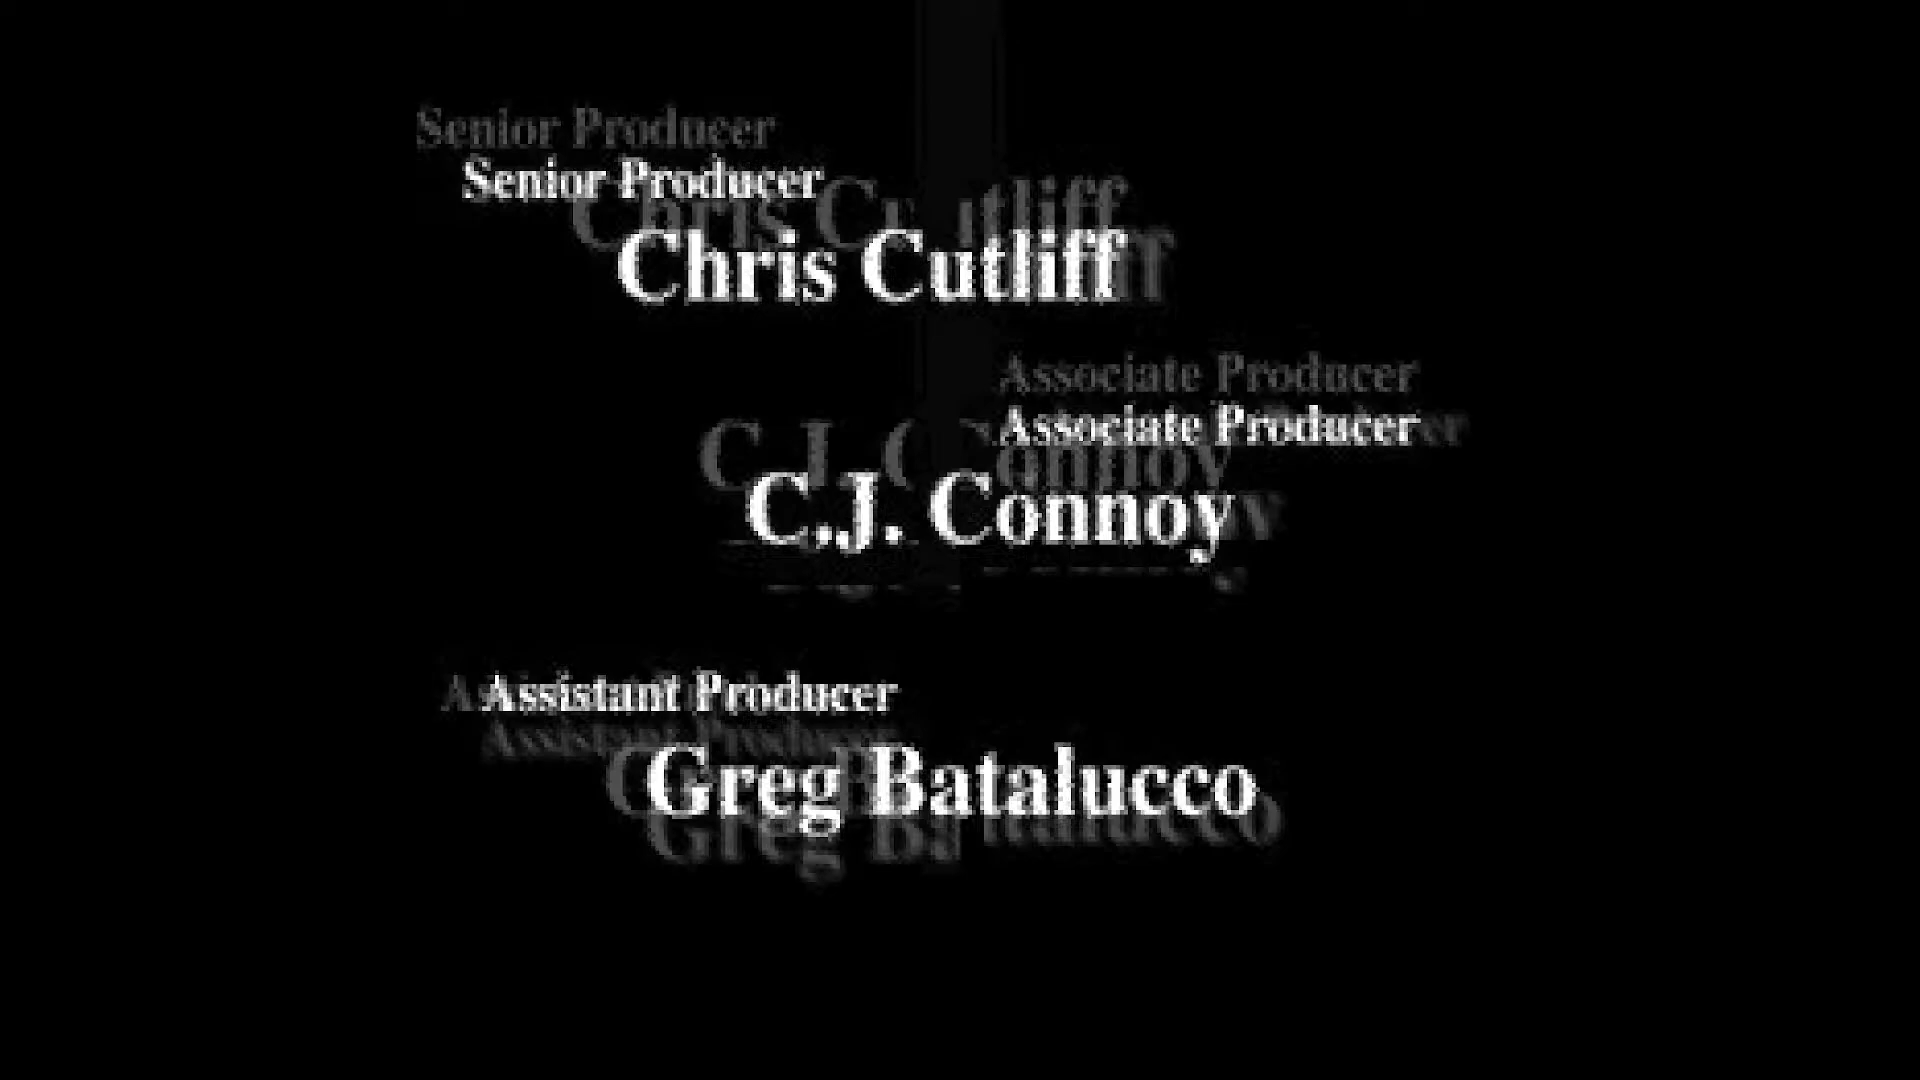 Senior Producer
Chris Cutliff
Associate Producer
C.J. Connoy
Assistant Producer
Greg Batalucco